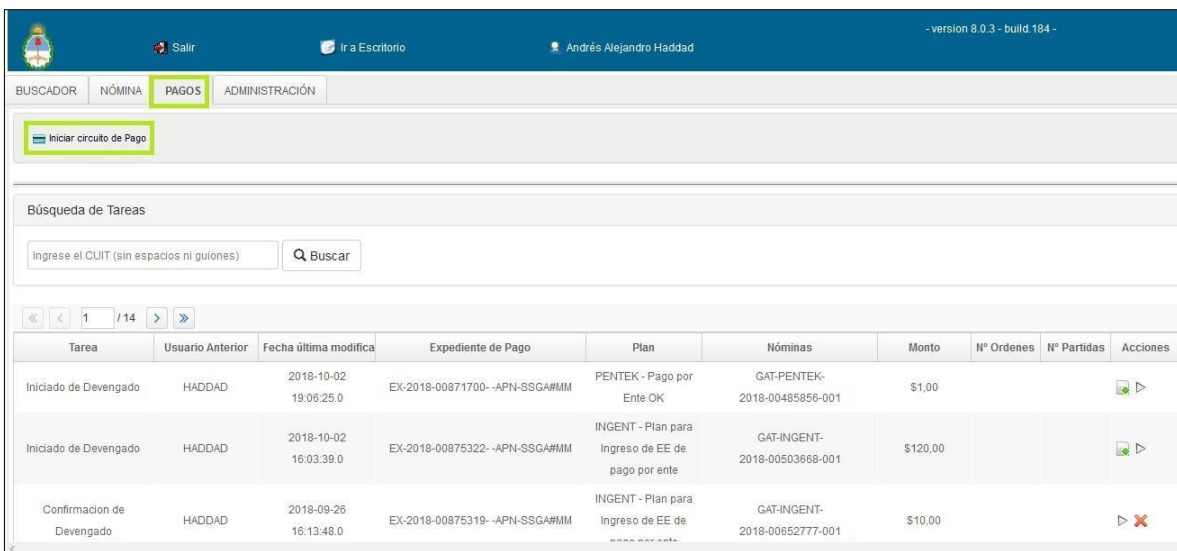 - version 8.0.3 - build.184 -
Salir
Ir a Escritorio
Andrés Alejandro Haddad
BUSCADOR NÓMINA PAGOS ADMINISTRACIÓN
Iniciar circuito de Pago
Búsqueda de Tareas
Ingrese el CUIT (sin espacios ni guiones)
Buscar
1 / 14
Tarea Usuario Anterior Fecha última modifica Expediente de Pago Plan Nóminas Monto Nº Ordenes Nº Partidas Acciones
Iniciado de Devengado HADDAD 2018-10-02 19:06:25.0 EX-2018-00871700- -APN-SSGA#MM PENTEK - Pago por Ente OK GAT-PENTEK- 2018-00485856-001 $1,00
Iniciado de Devengado HADDAD 2018-10-02 16:03:39.0 EX-2018-00875322- -APN-SSGA#MM INGENT - Plan para Ingreso de EE de pago por ente GAT-INGENT- 2018-00503668-001 $120,00
Confirmacion de Devengado HADDAD 2018-09-26 16:13:48.0 EX-2018-00875319- -APN-SSGA#MM INGENT - Plan para Ingreso de EE de GAT-INGENT- 2018-00652777-001 $10,00